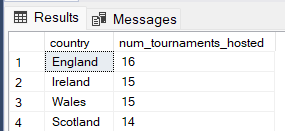 Results Messages
country num_tournaments_hosted
1 England 16
2 Ireland 15
3 Wales 15
4 Scotland 14